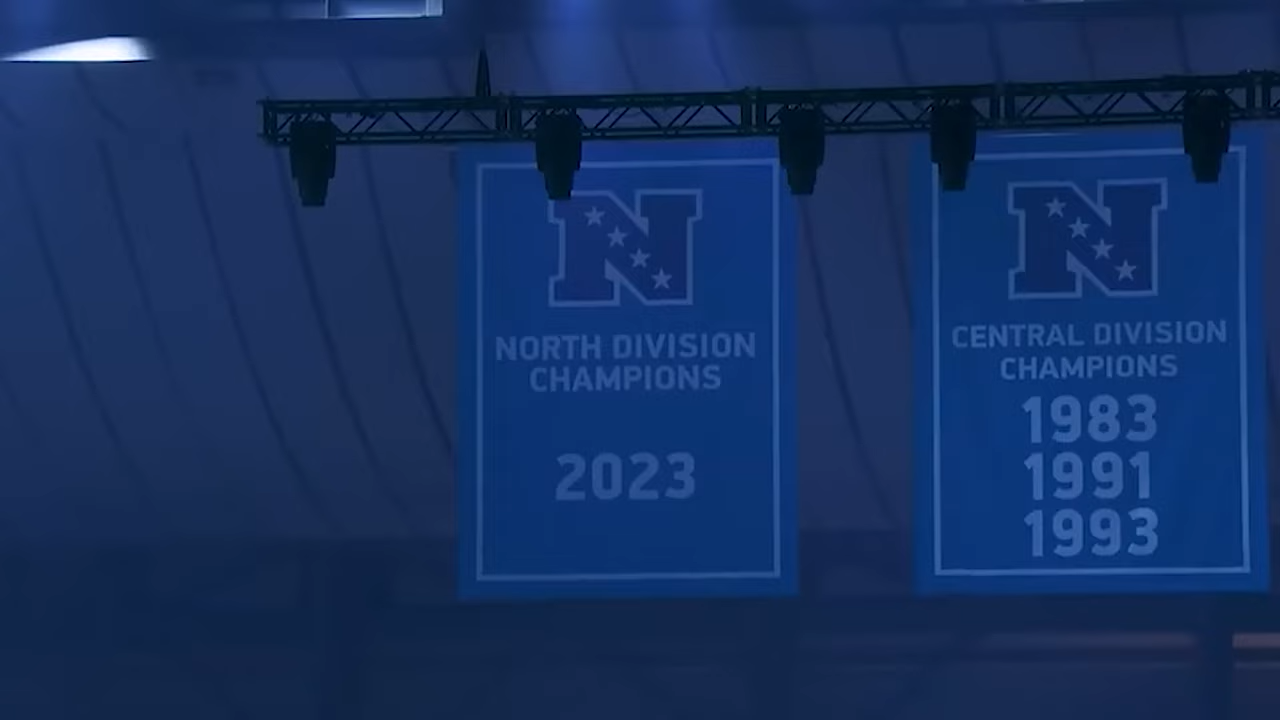 N
NORTH DIVISION
CHAMPIONS
2023
N
CENTRAL DIVISION
CHAMPIONS
1983
1991
1993